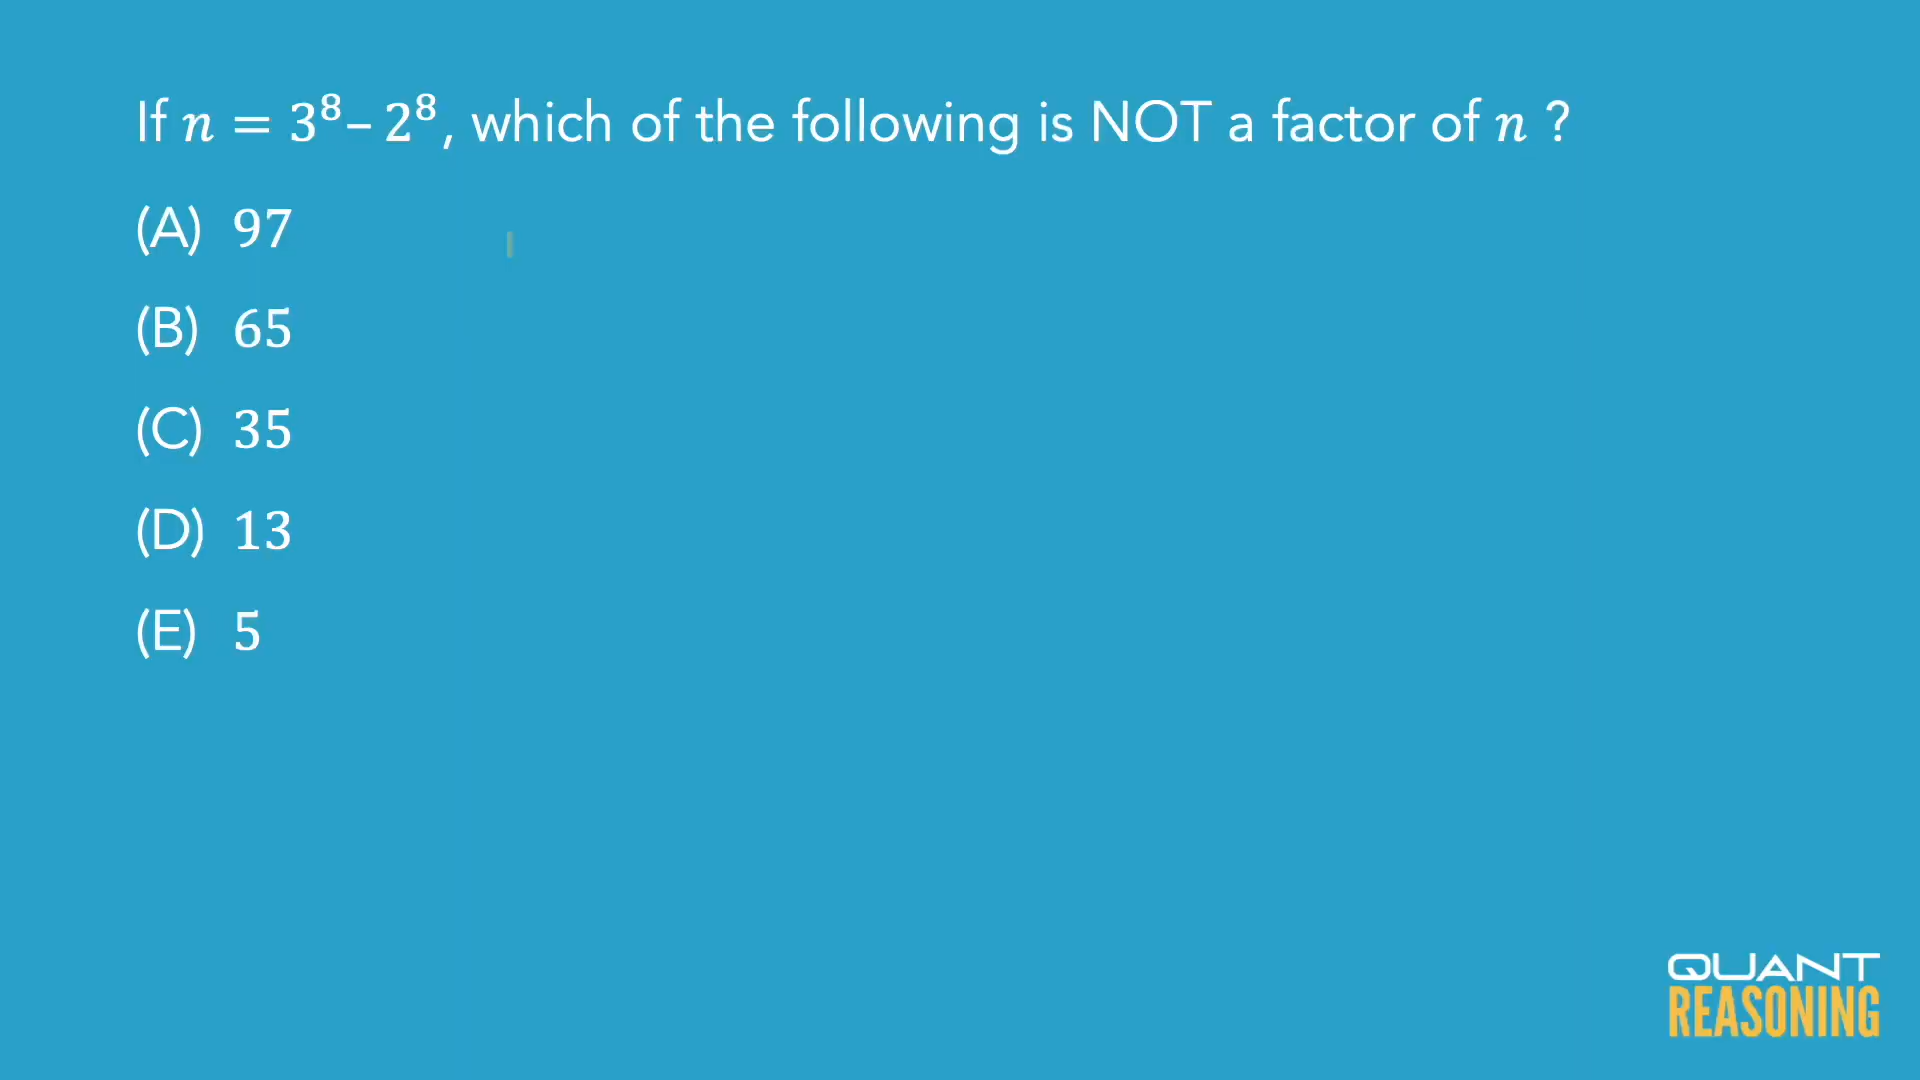 If n = 3⁸– 2⁸, which of the following is NOT a factor of n ?
(A) 97
(B) 65
(C) 35
(D) 13
(E) 5
QUANT
REASONING